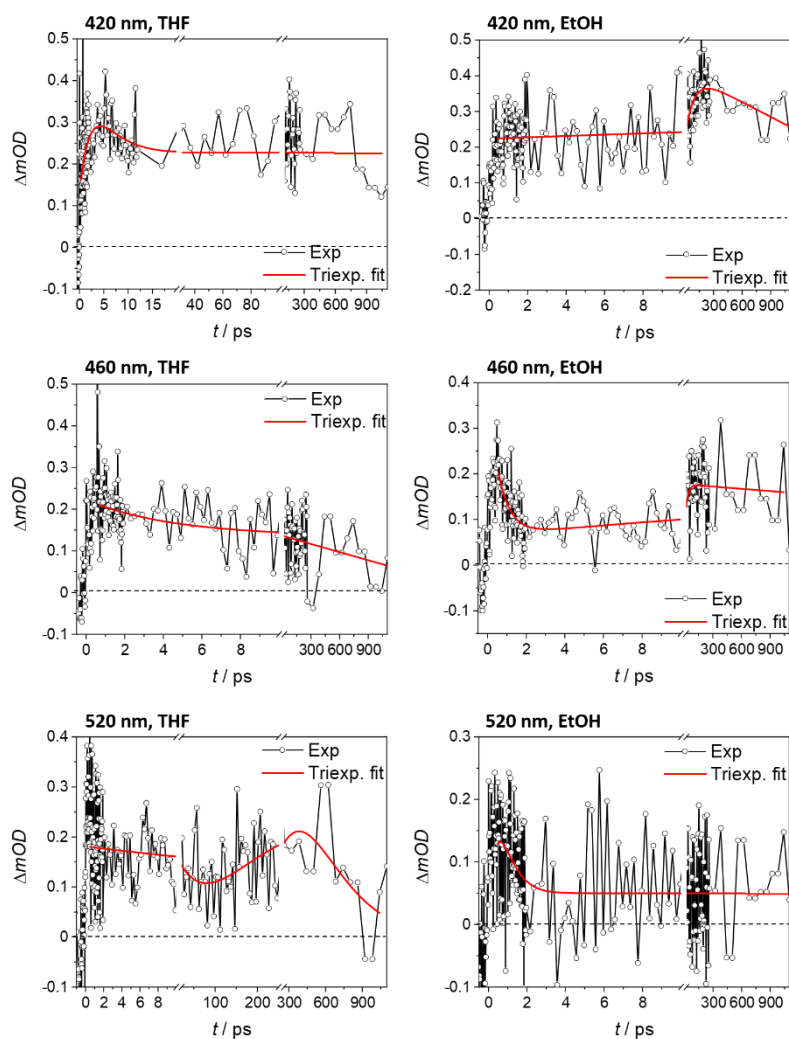 420 nm, THF
0.5
0.4
0.3
0.2
0.1
0
-0.1
ΔmOD
Exp
Triexp. fit
0 5 10 15 40 60 80 300 600 900
t / ps
420 nm, EtOH
0.5
0.4
0.3
0.2
0.1
0
-0.1
-0.2
ΔmOD
Exp
Triexp. fit
0 2 4 6 8 300 600 900
t / ps
460 nm, THF
0.5
0.4
0.3
0.2
0.1
0
-0.1
ΔmOD
Exp
Triexp. fit
0 2 4 6 8 300 600 900
t / ps
460 nm, EtOH
0.4
0.3
0.2
0.1
0
-0.1
ΔmOD
Exp
Triexp. fit
0 2 4 6 8 300 600 900
t / ps
520 nm, THF
0.4
0.3
0.2
0.1
0
-0.1
ΔmOD
Exp
Triexp. fit
0 2 4 6 8 100 200 300 600 900
t / ps
520 nm, EtOH
0.3
0.2
0.1
0
-0.1
ΔmOD
Exp
Triexp. fit
0 2 4 6 8 300 600 900
t / ps